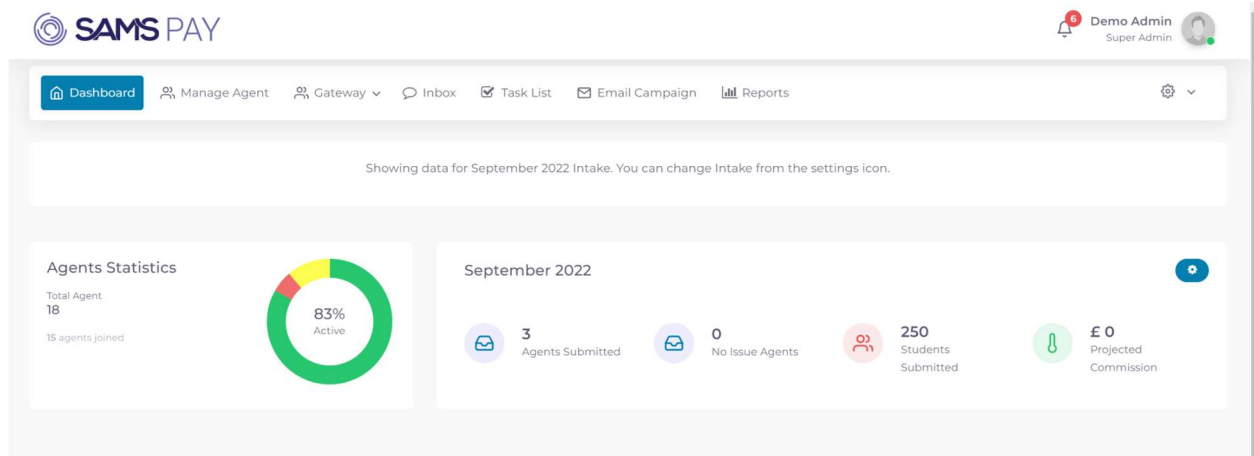 SAMS PAY
6
Demo Admin
Super Admin
Dashboard Manage Agent Gateway Inbox Task List Email Campaign Reports
Showing data for September 2022 Intake. You can change Intake from the settings icon.
Agents Statistics
Total Agent
18
15 agents joined
83%
Active
September 2022
3
Agents Submitted
0
No Issue Agents
250
Students
Submitted
£ 0
Projected
Commission